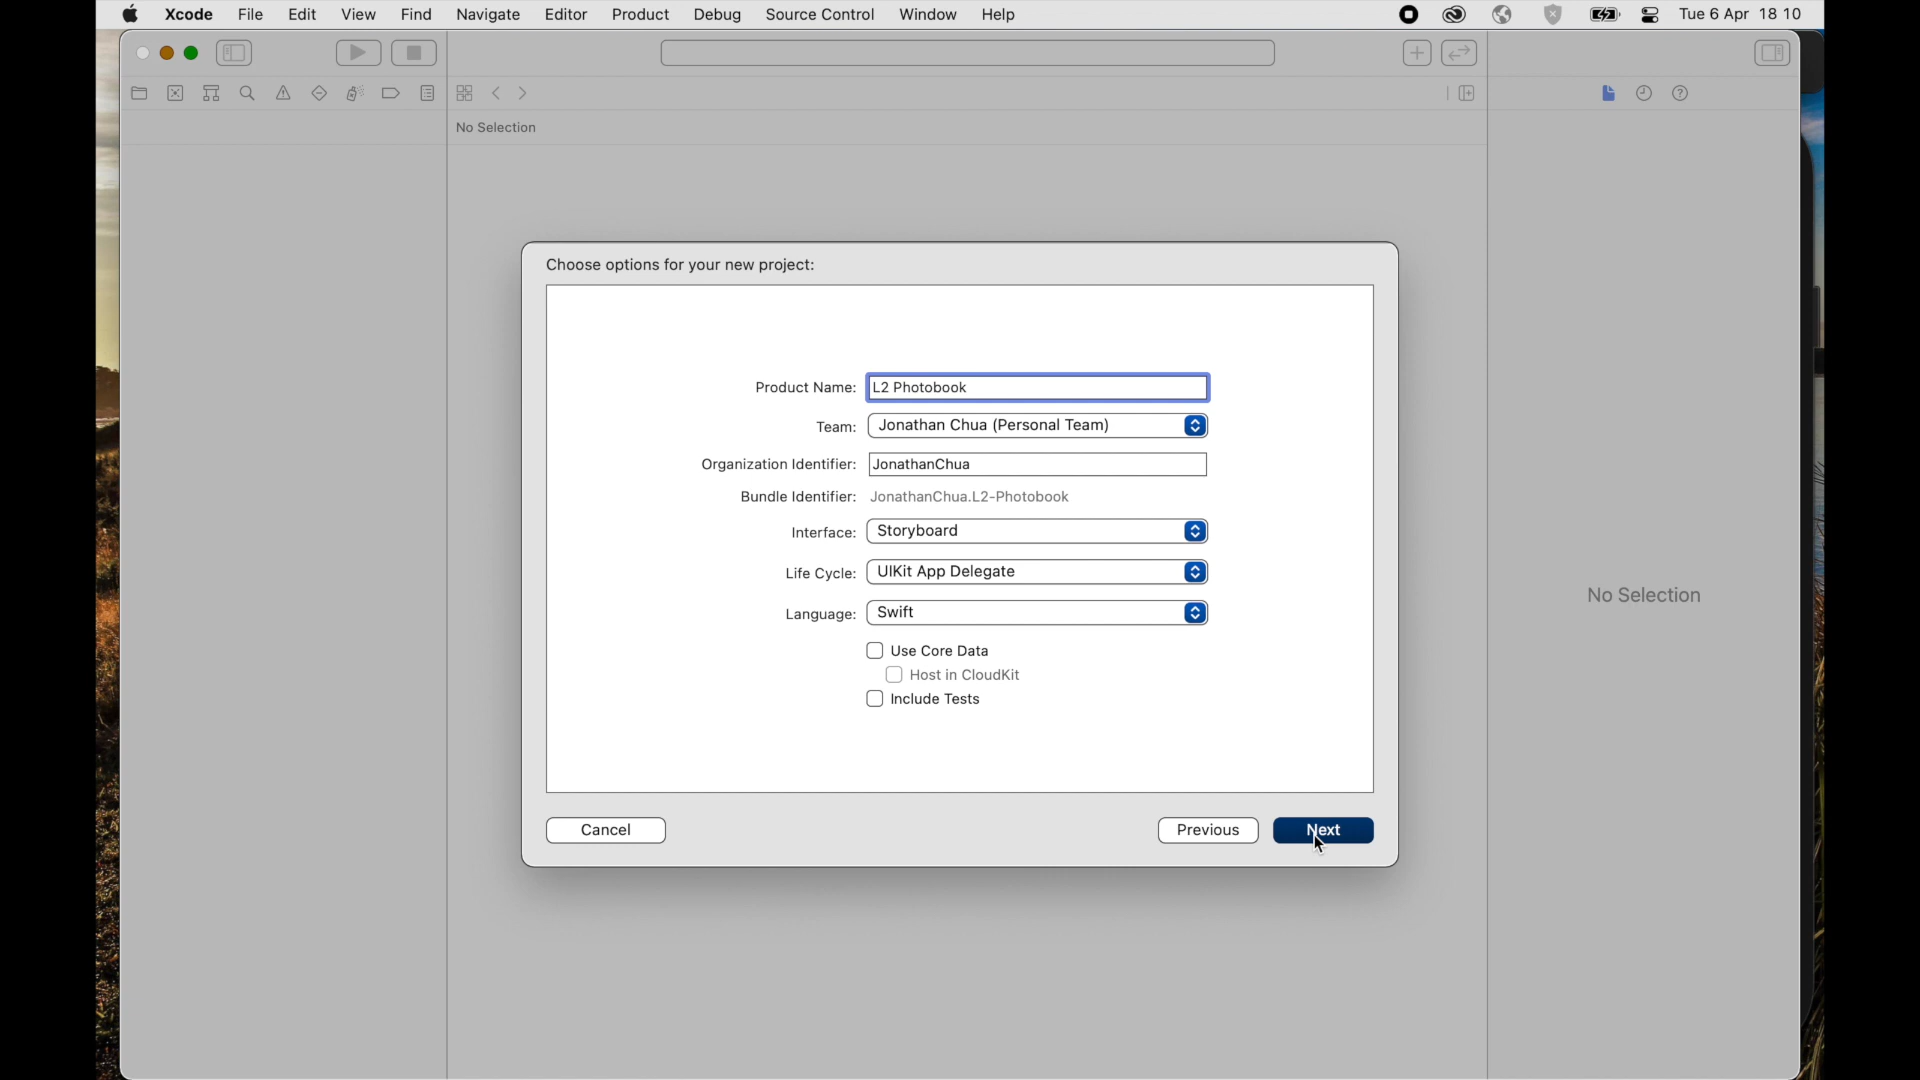 Xcode File Edit View Find Navigate Editor Product Debug Source Control Window Help Tue 6 Apr 18 10
No Selection
Choose options for your new project:
Product Name: L2 Photobook
Team: Jonathan Chua (Personal Team)
Organization Identifier: JonathanChua
Bundle Identifier: JonathanChua.L2-Photobook
Interface: Storyboard
Life Cycle: UIKit App Delegate
Language: Swift
Use Core Data
Host in CloudKit
Include Tests
Cancel Previous Next
No Selection